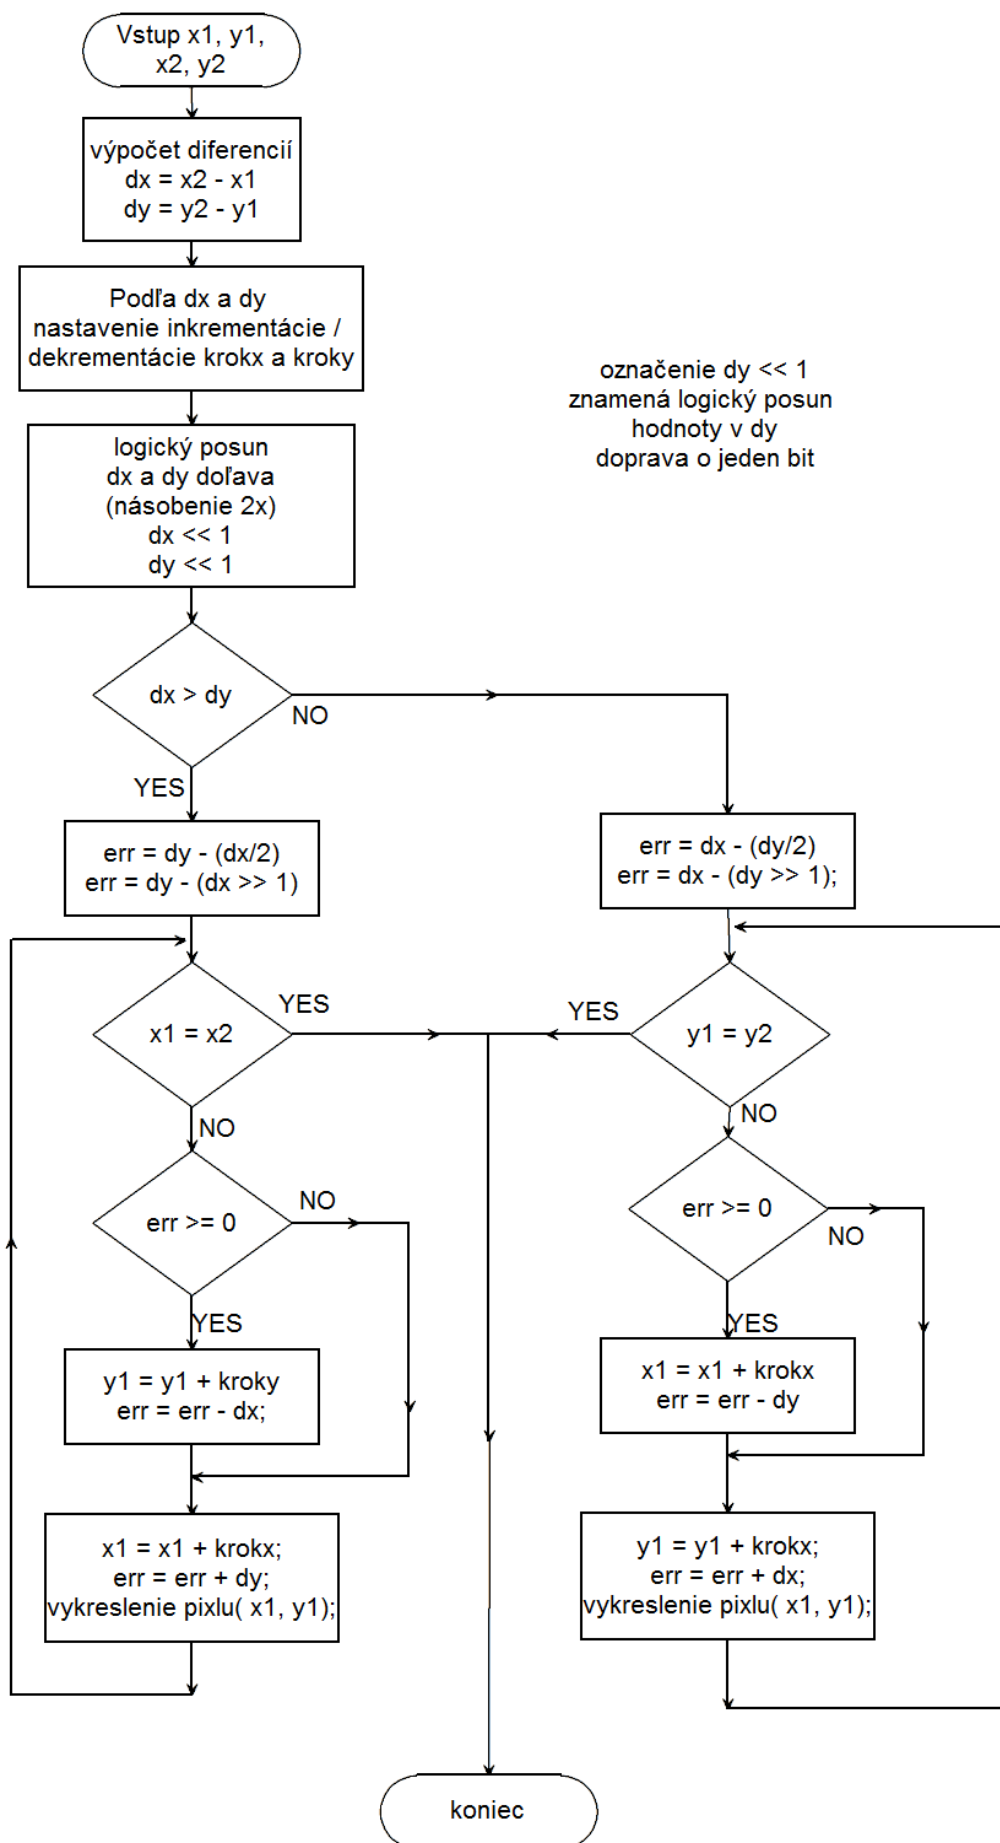 Vstup x1, y1,
x2, y2
výpočet diferencií
dx = x2 - x1
dy = y2 - y1
Podľa dx a dy
nastavenie inkrementácie /
dekrementácie krokx a kroky
označenie dy << 1
znamená logický posun
hodnoty v dy
doprava o jeden bit
logický posun
dx a dy doľava
(násobenie 2x)
dx << 1
dy << 1
dx > dy
NO
YES
err = dy - (dx/2)
err = dy - (dx >> 1)
err = dx - (dy/2)
err = dx - (dy >> 1);
x1 = x2
YES
YES
y1 = y2
NO
NO
err >= 0
NO
err >= 0
NO
YES
YES
y1 = y1 + kroky
err = err - dx;
x1 = x1 + krokx
err = err - dy
x1 = x1 + krokx;
err = err + dy;
vykreslenie pixlu( x1, y1);
y1 = y1 + krokx;
err = err + dx;
vykreslenie pixlu( x1, y1);
koniec